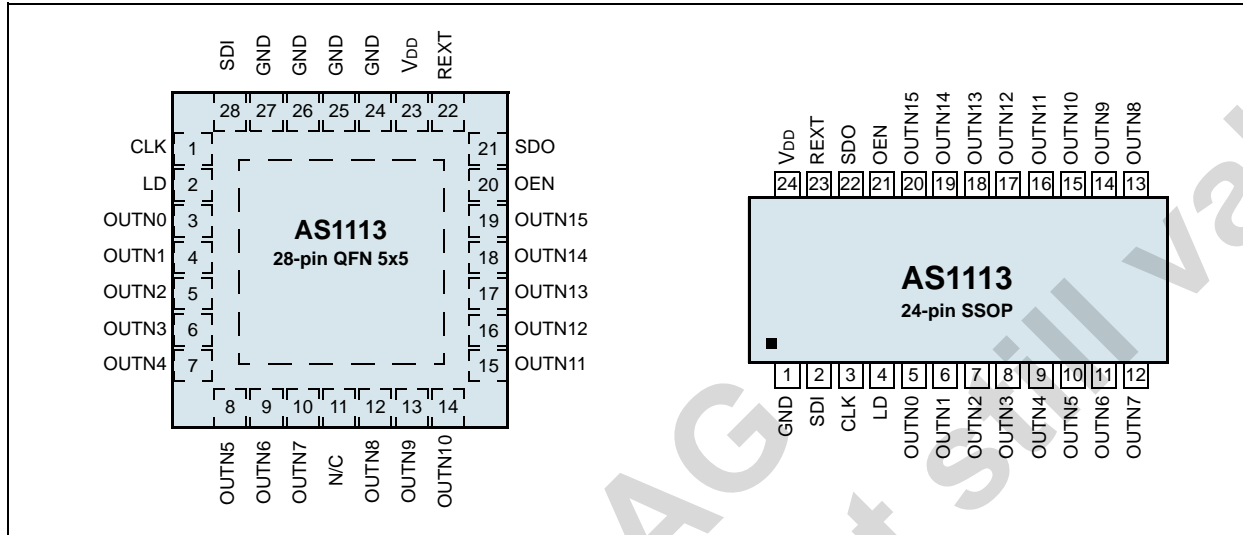 SDI GND GND GND GND VDD REXT
28 27 26 25 24 23 22
CLK 1 21 SDO
LD 2 20 OEN
OUTN0 3 19 OUTN15
OUTN1 4 18 OUTN14
OUTN2 5 17 OUTN13
OUTN3 6 16 OUTN12
OUTN4 7 15 OUTN11
AS1113
28-pin QFN 5x5
8 9 10 11 12 13 14
OUTN5 OUTN6 OUTN7 N/C OUTN8 OUTN9 OUTN10
VDD REXT SDO OEN OUTN15 OUTN14 OUTN13 OUTN12 OUTN11 OUTN10 OUTN9 OUTN8
24 23 22 21 20 19 18 17 16 15 14 13
AS1113
24-pin SSOP
1 2 3 4 5 6 7 8 9 10 11 12
GND SDI CLK LD OUTN0 OUTN1 OUTN2 OUTN3 OUTN4 OUTN5 OUTN6 OUTN7
AG
still